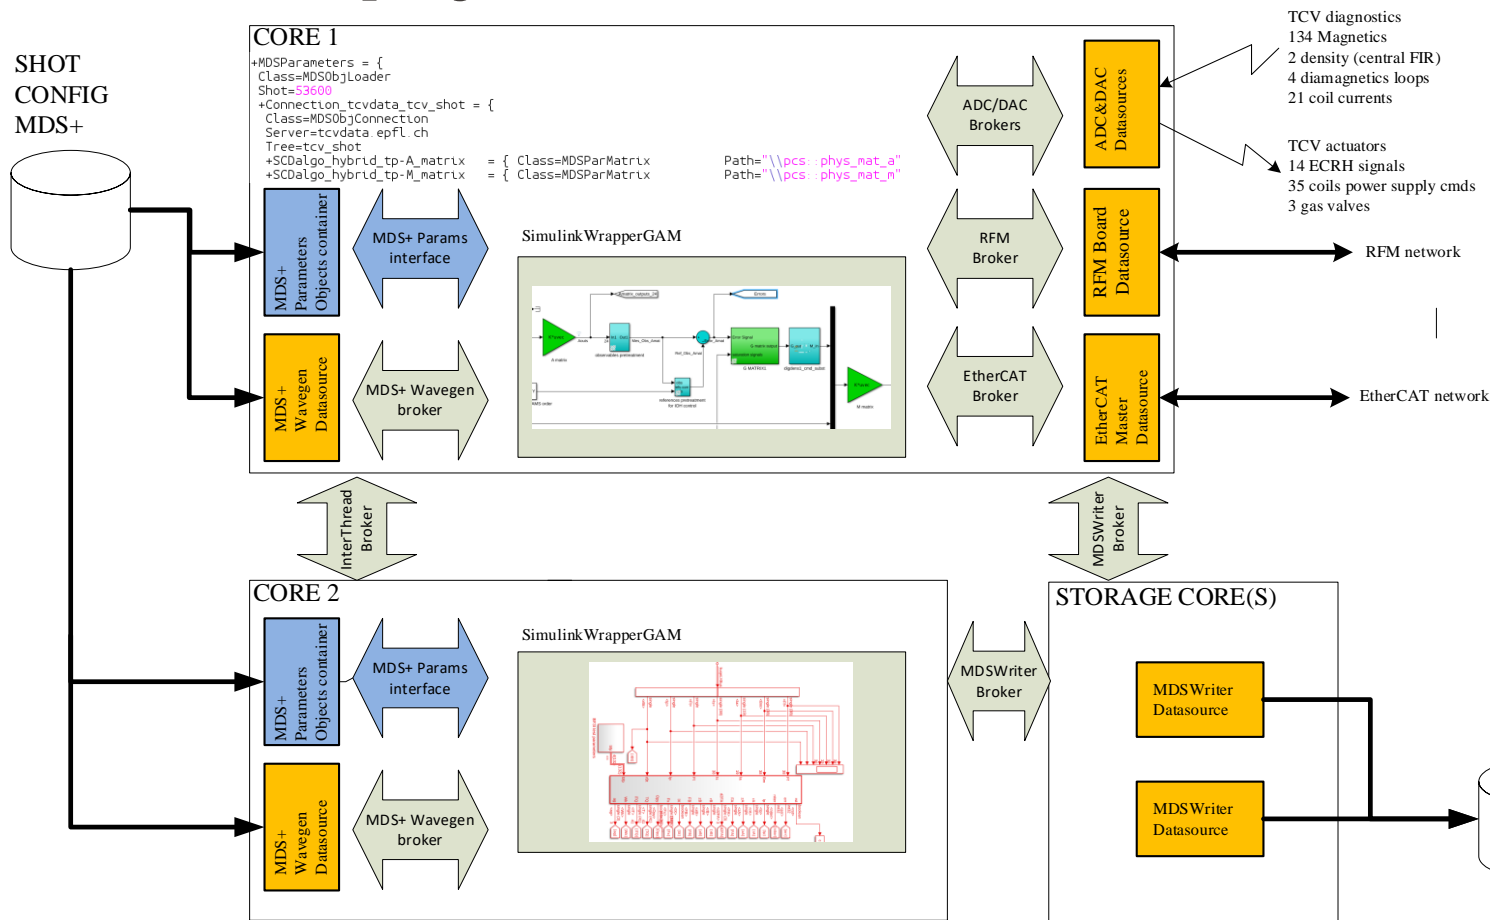 SHOT
CONFIG
MDS+
CORE 1
+MDSParameters = {
Class=MDSObjLoader
Shot=53600
+Connection_tcvdata_tcv_shot = {
Class=MDSObjConnection
Server=tcvdata.epfl.ch
Tree=tcv_shot
+SCDalgo_hybrid_tp-A_matrix = { Class=MDSParMatrix Path="\\pcs::phys_mat_a"
+SCDalgo_hybrid_tp-M_matrix = { Class=MDSParMatrix Path="\\pcs::phys_mat_m"
ADC/DAC
Brokers
ADC&DAC
Datasources
TCV diagnostics
134 Magnetics
2 density (central FIR)
4 diamagnetics loops
21 coil currents
TCV actuators
14 ECRH signals
35 coils power supply cmds
3 gas valves
MDS+
Parameters
Objects container
MDS+ Params
interface
SimulinkWrapperGAM
RFM
Broker
RFM Board
Datasource
RFM network
A matrix
observables pretreatment
G MATRIX1
M matrix
MDS+
Wavegen
Datasource
MDS+ Wavegen
broker
EtherCAT
Broker
EtherCAT
Master
Datasource
EtherCAT network
InterThread
Broker
MDSWriter
Broker
CORE 2
MDS+
Parameters
Objects container
MDS+ Params
interface
SimulinkWrapperGAM
MDSWriter
Broker
STORAGE CORE(S)
MDSWriter
Datasource
MDS+
Wavegen
Datasource
MDS+ Wavegen
broker
MDSWriter
Datasource